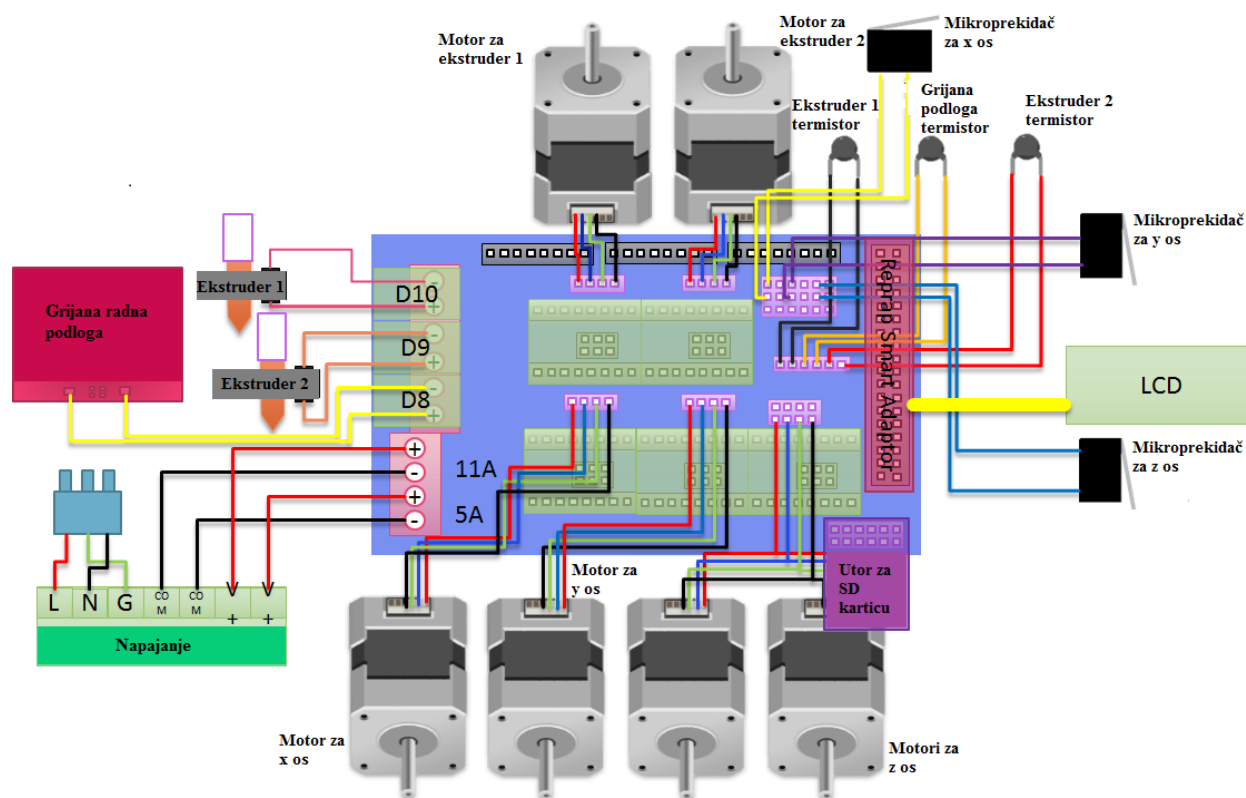 Motor za
ekstruder 1
Motor za
ekstruder 2
Mikroprekidač
za x os
Ekstruder 1
termistor
Grijana
podloga
termistor
Ekstruder 2
termistor
Mikroprekidač
za y os
Ekstruder 1
Grijana radna
podloga
Ekstruder 2
D10
D9
D8
11A
5A
Reprap Smart Adaptor
LCD
Mikroprekidač
za z os
Utor za
SD
karticu
L
N
G
CO
M
CO
M
V
+
V
+
Napajanje
Motor za
y os
Motor za
x os
Motori za
z os